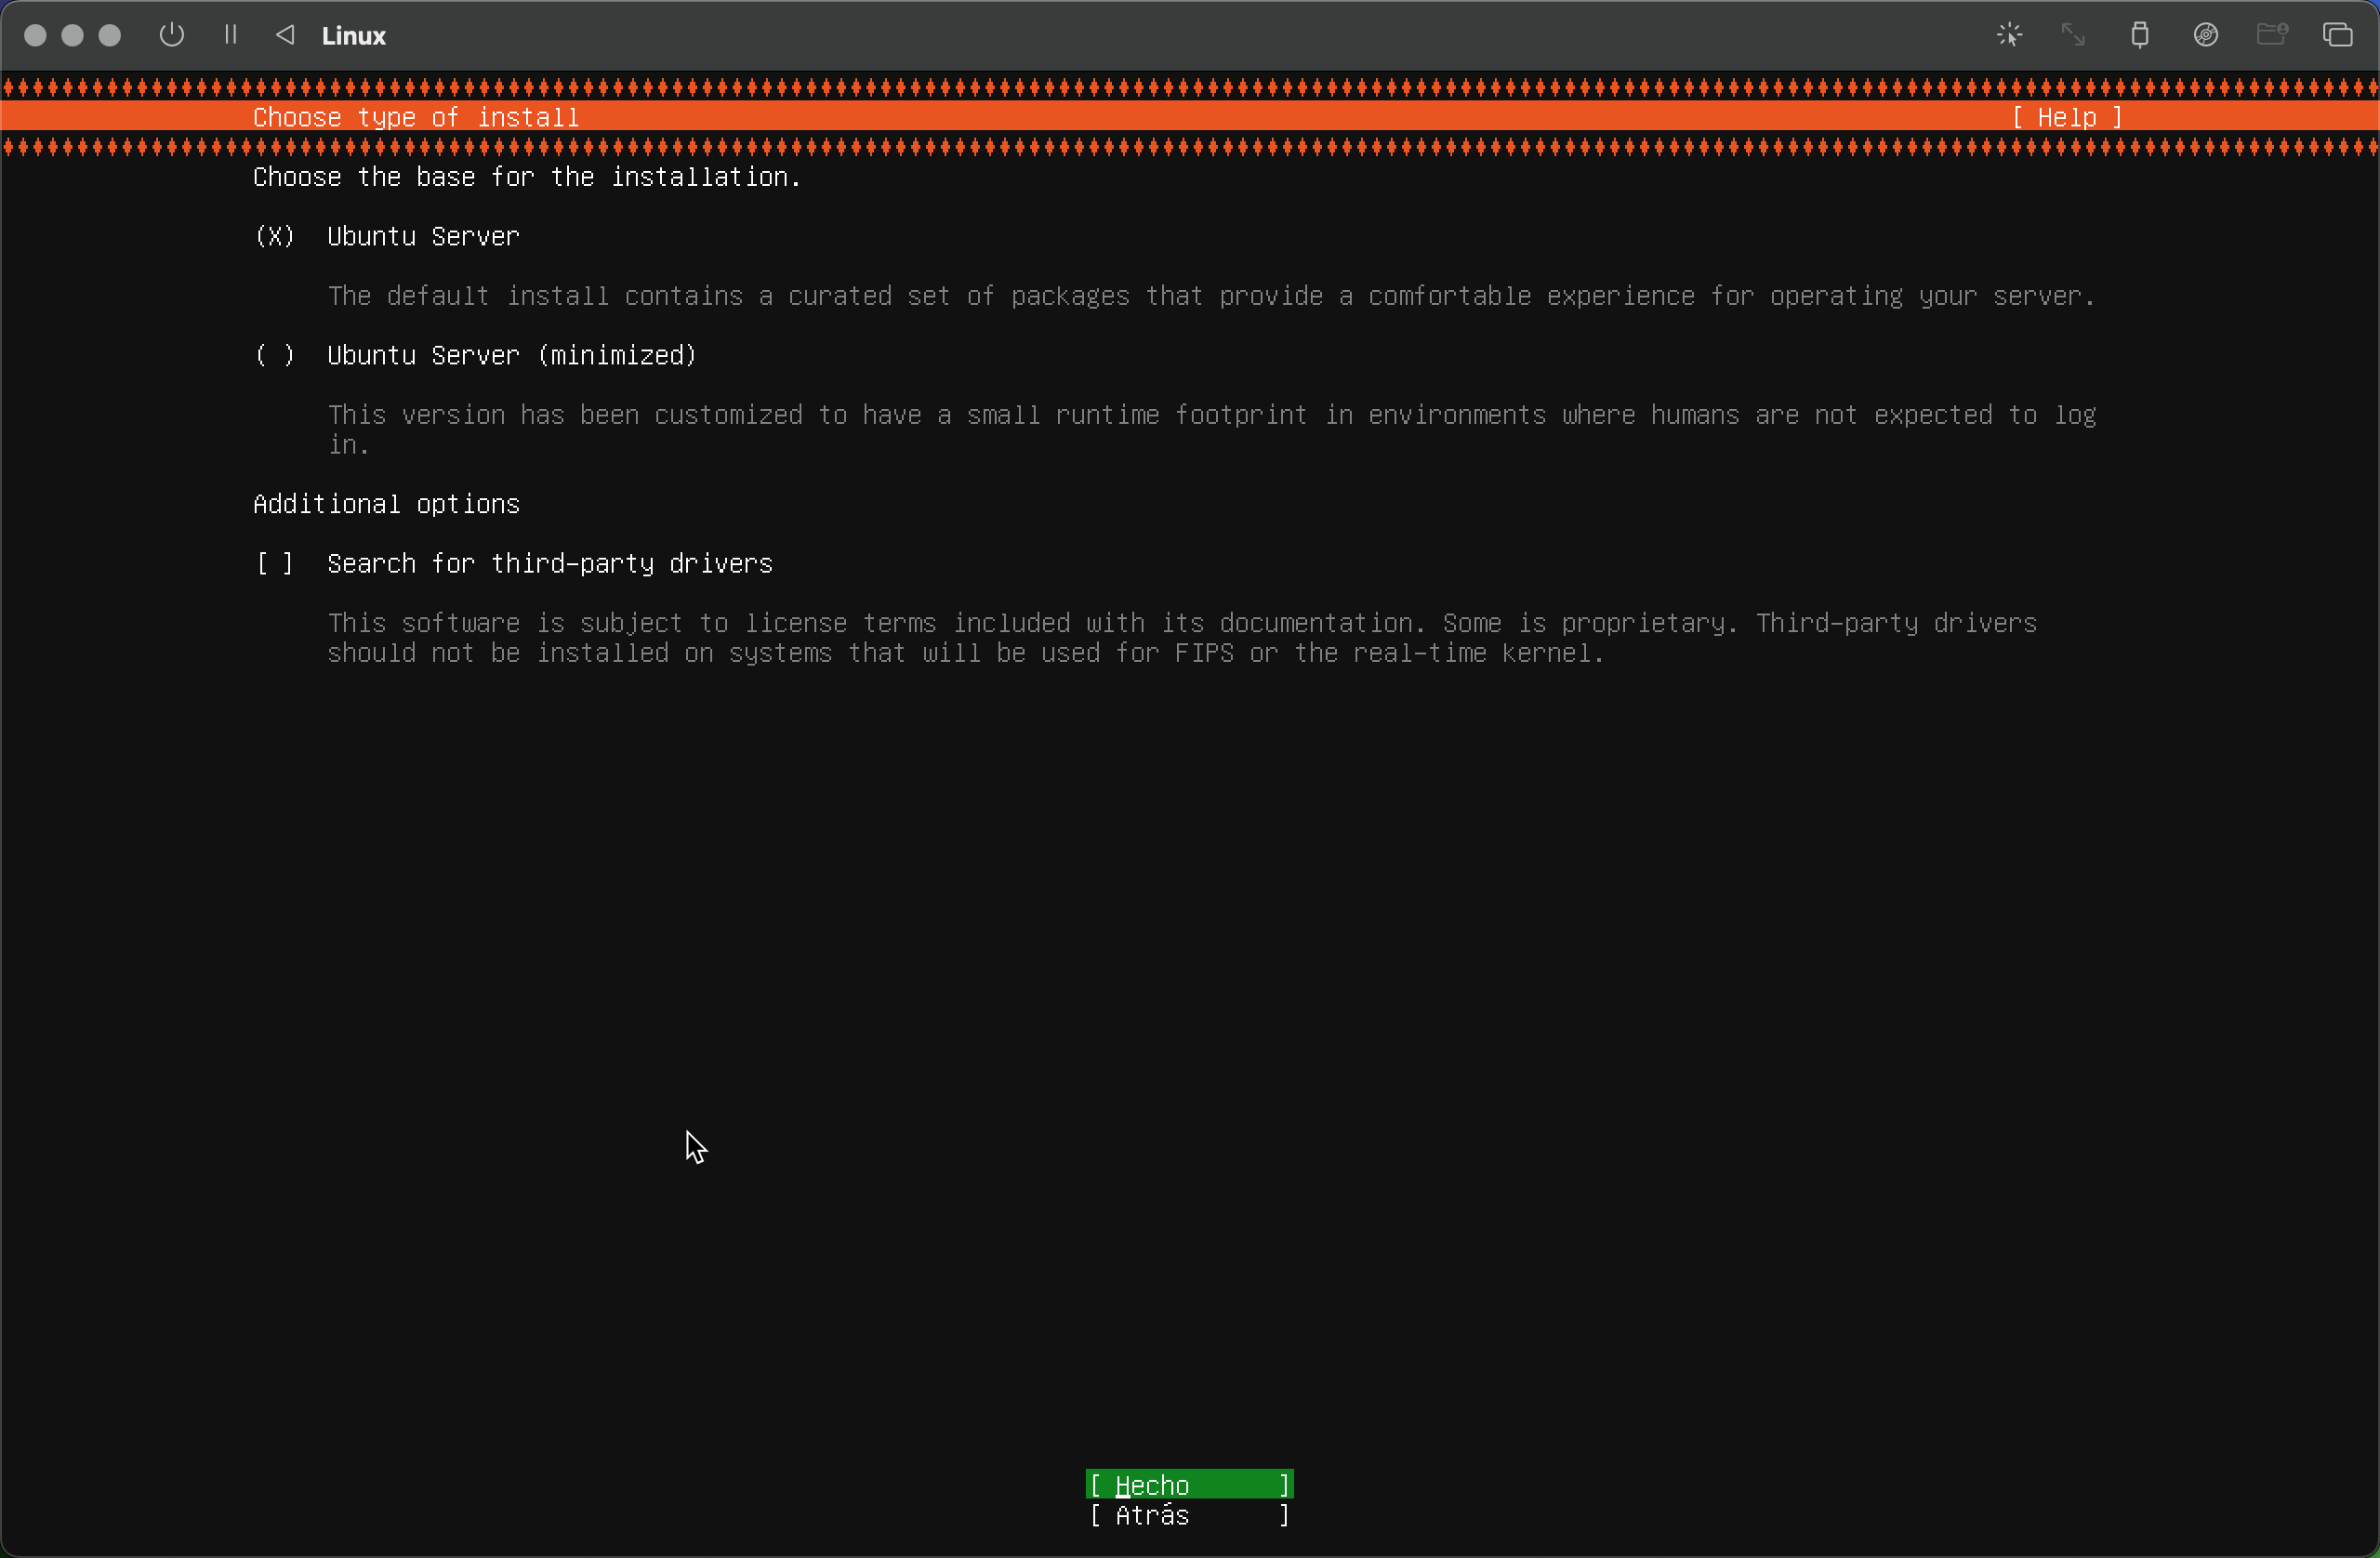 Linux
Choose type of install [ Help ]
Choose the base for the installation.
(X) Ubuntu Server
The default install contains a curated set of packages that provide a comfortable experience for operating your server.
( ) Ubuntu Server (minimized)
This version has been customized to have a small runtime footprint in environments where humans are not expected to log
in.
Additional options
[ ] Search for third-party drivers
This software is subject to license terms included with its documentation. Some is proprietary. Third-party drivers
should not be installed on systems that will be used for FIPS or the real-time kernel.
[ Hecho ]
[ Atrás ]